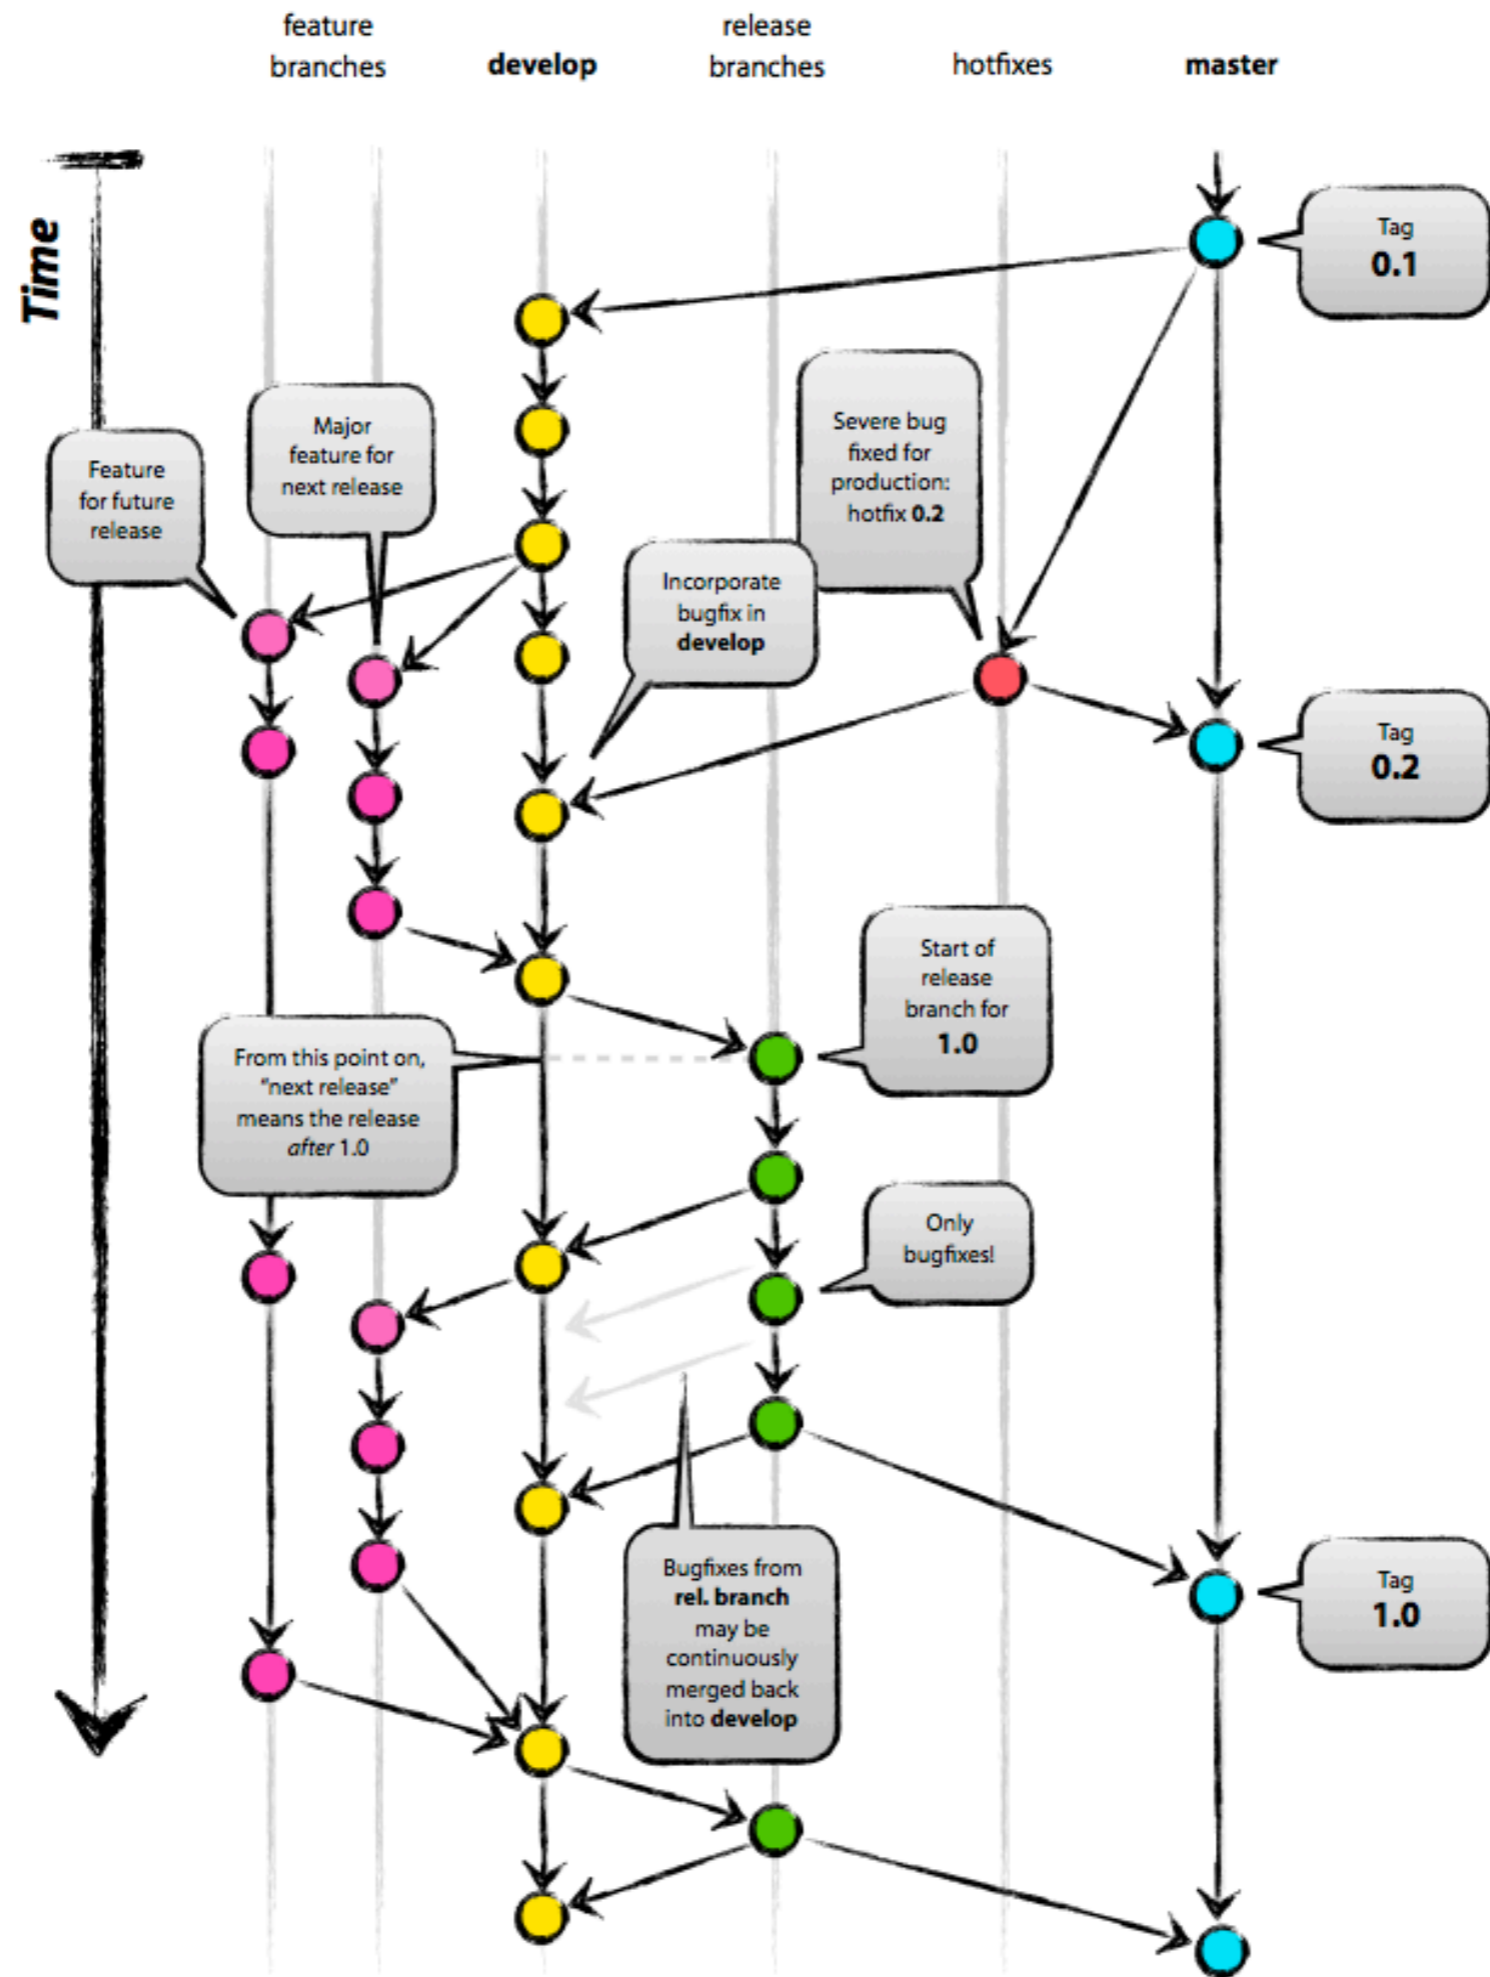 feature
branches
develop
release
branches
hotfixes
master
Time
Tag
0.1
Feature
for future
release
Major
feature for
next release
Severe bug
fixed for
production:
hotfix 0.2
Incorporate
bugfix in
develop
Tag
0.2
Start of
release
branch for
1.0
From this point on,
“next release”
means the release
after 1.0
Only
bugfixes!
Bugfixes from
rel. branch
may be
continuously
merged back
into develop
Tag
1.0